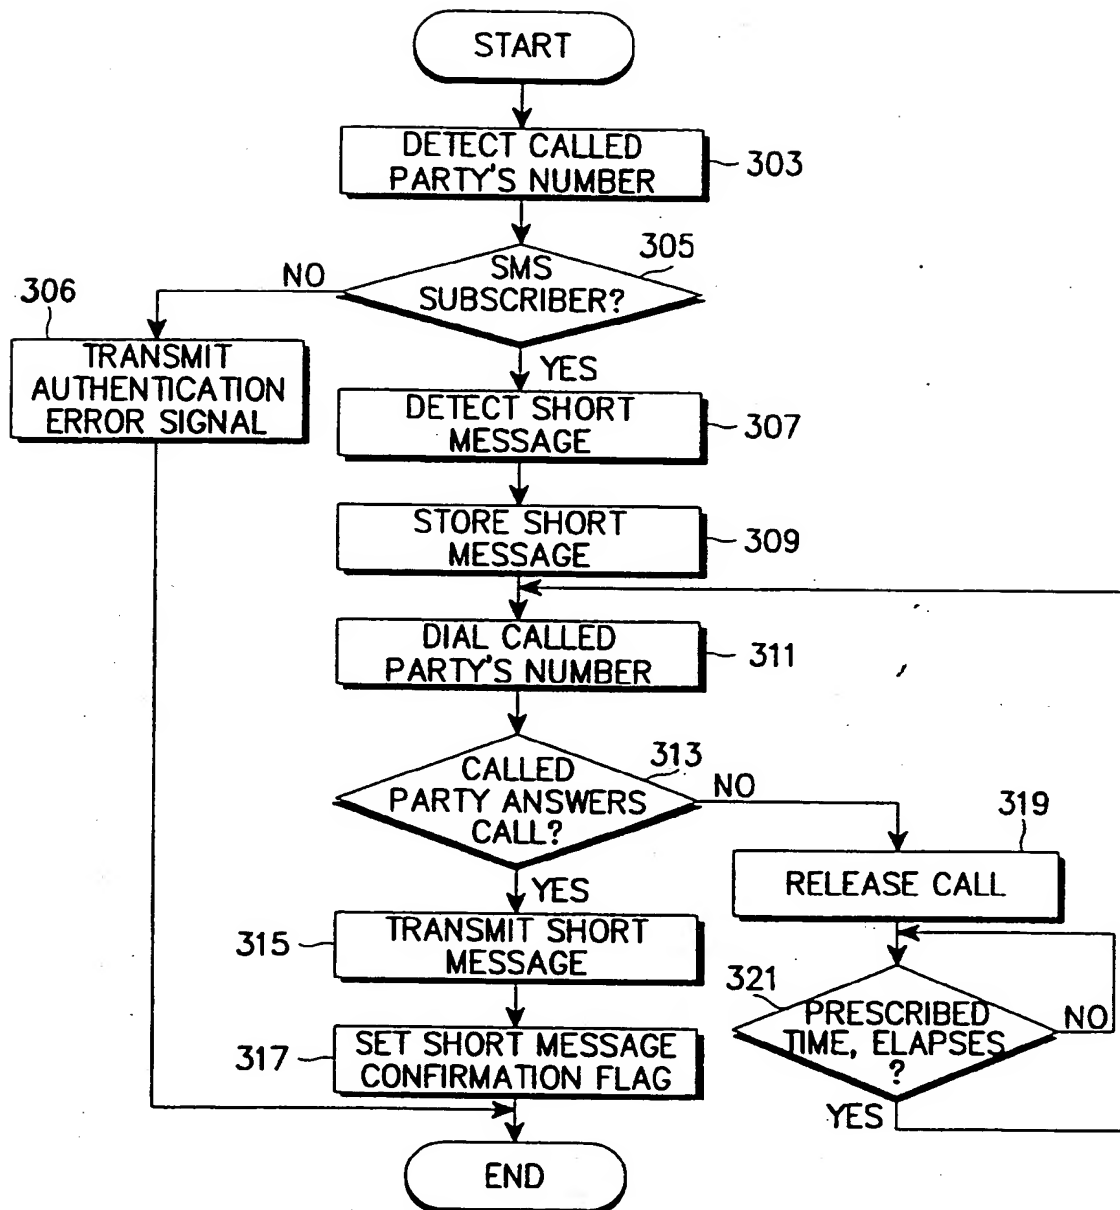 START
DETECT CALLED
PARTY'S NUMBER
303
SMS
SUBSCRIBER?
305
NO
306
TRANSMIT
AUTHENTICATION
ERROR SIGNAL
YES
DETECT SHORT
MESSAGE
307
STORE SHORT
MESSAGE
309
DIAL CALLED
PARTY'S NUMBER
311
CALLED
PARTY ANSWERS
CALL?
313
NO
319
RELEASE CALL
YES
315
TRANSMIT SHORT
MESSAGE
321
PRESCRIBED
TIME, ELAPSES
?
NO
YES
317
SET SHORT MESSAGE
CONFIRMATION FLAG
END